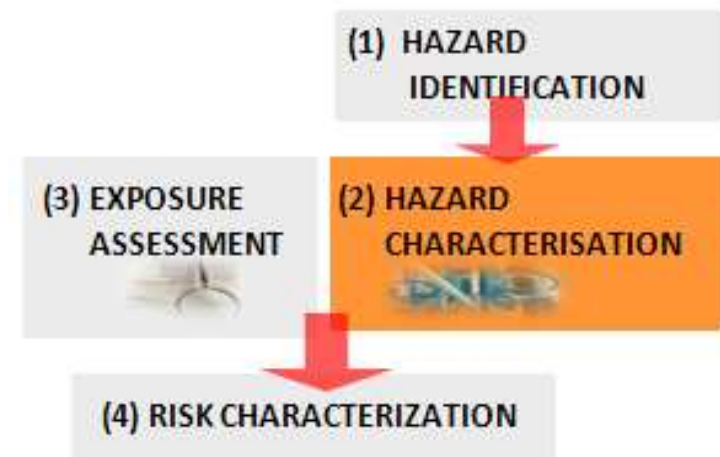 (1) HAZARD
IDENTIFICATION
(3) EXPOSURE
ASSESSMENT
(2) HAZARD
CHARACTERISATION
(4) RISK CHARACTERIZATION